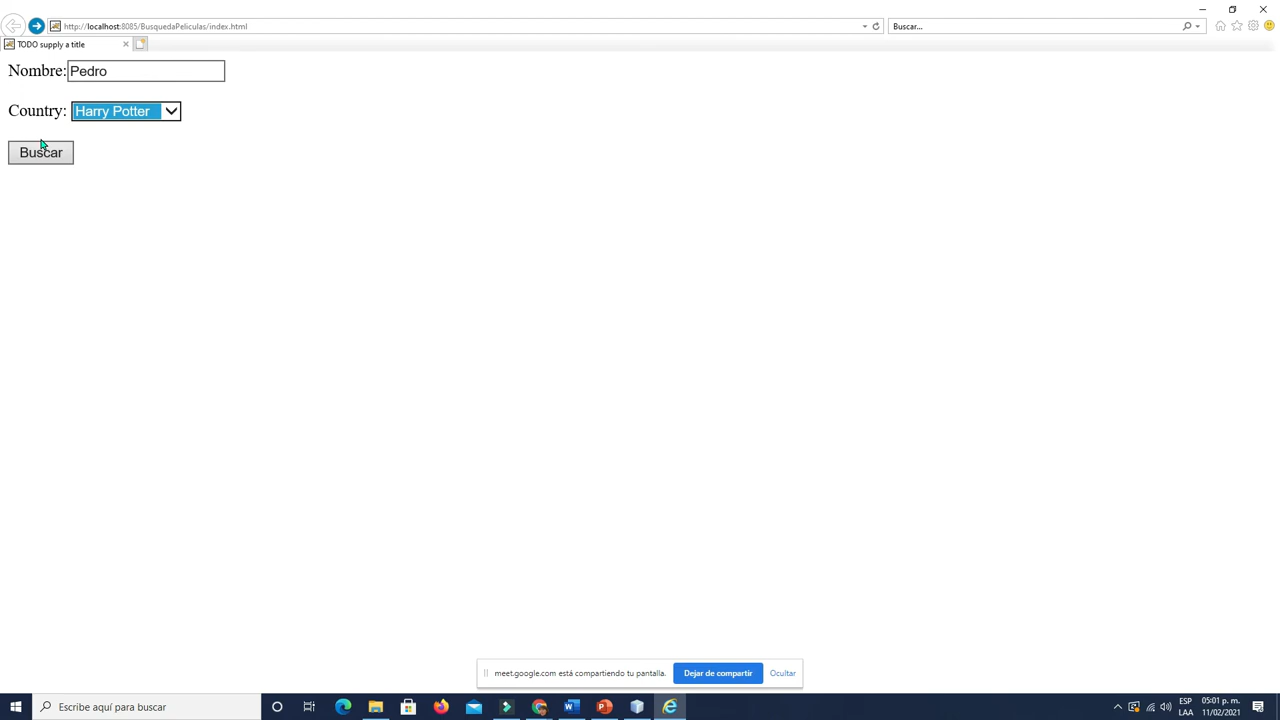 http://localhost:8085/BusquedaPeliculas/index.html
Buscar...
TODO supply a title
Nombre: Pedro
Country: Harry Potter
Buscar
meet.google.com está compartiendo tu pantalla.
Dejar de compartir
Ocultar
Escribe aquí para buscar
ESP
LAA
05:01 p. m.
11/02/2021